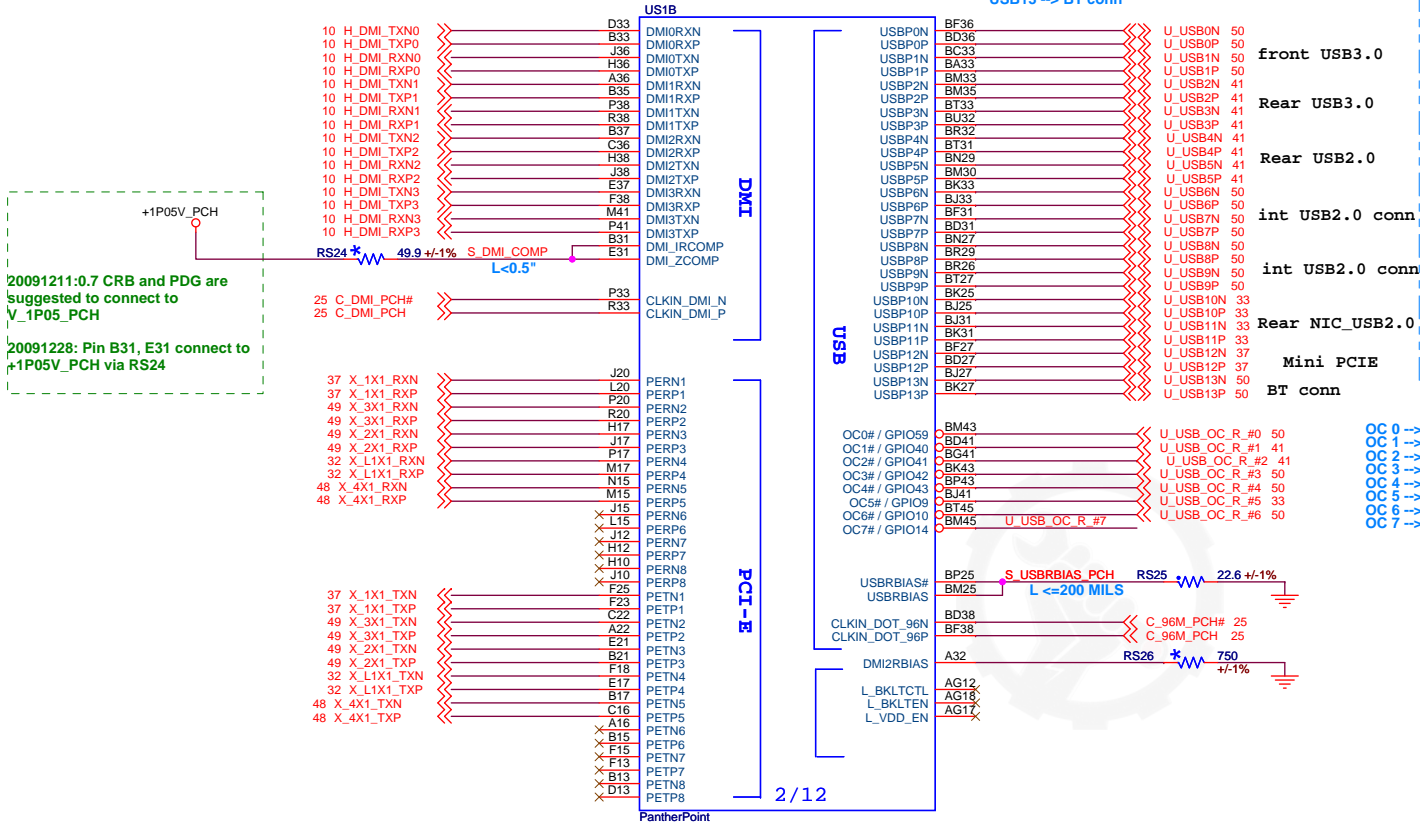 USB13 --> BT conn
US1B
10 H_DMI_TXN0 D33 DMI0RXN
10 H_DMI_TXP0 B33 DMI0RXP
10 H_DMI_RXN0 J36 DMI0TXN
10 H_DMI_RXP0 H36 DMI0TXP
10 H_DMI_TXN1 A36 DMI1RXN
10 H_DMI_TXP1 B35 DMI1RXP
10 H_DMI_RXN1 P38 DMI1TXN
10 H_DMI_RXP1 R38 DMI1TXP
10 H_DMI_TXN2 B37 DMI2RXN
10 H_DMI_TXP2 C36 DMI2RXP
10 H_DMI_RXN2 H38 DMI2TXN
10 H_DMI_RXP2 J38 DMI2TXP
10 H_DMI_TXN3 E37 DMI3RXN
10 H_DMI_TXP3 F38 DMI3RXP
10 H_DMI_RXN3 M41 DMI3TXN
10 H_DMI_RXP3 P41 DMI3TXP
B31 DMI_IRCOMP
RS24 * 49.9 +/-1% S_DMI_COMP E31 DMI_ZCOMP
L<0.5"
+1P05V_PCH
20091211:0.7 CRB and PDG are
suggested to connect to
V_1P05_PCH
20091228: Pin B31, E31 connect to
+1P05V_PCH via RS24
25 C_DMI_PCH# P33 CLKIN_DMI_N
25 C_DMI_PCH R33 CLKIN_DMI_P
DMI
37 X_1X1_RXN J20 PERN1
37 X_1X1_RXP L20 PERP1
49 X_3X1_RXN P20 PERN2
49 X_3X1_RXP R20 PERP2
49 X_2X1_RXN H17 PERN3
49 X_2X1_RXP J17 PERP3
32 X_L1X1_RXN P17 PERN4
32 X_L1X1_RXP M17 PERP4
48 X_4X1_RXN N15 PERN5
48 X_4X1_RXP M15 PERP5
J15 PERN6
L15 PERP6
J12 PERN7
H12 PERP7
H10 PERN8
J10 PERP8
37 X_1X1_TXN F25 PETN1
37 X_1X1_TXP F23 PETP1
49 X_3X1_TXN C22 PETN2
49 X_3X1_TXP A22 PETP2
49 X_2X1_TXN E21 PETN3
49 X_2X1_TXP B21 PETP3
32 X_L1X1_TXN F18 PETN4
32 X_L1X1_TXP E17 PETP4
48 X_4X1_TXN B17 PETN5
48 X_4X1_TXP C16 PETP5
A16 PETN6
B15 PETP6
F15 PETN7
F13 PETP7
B13 PETN8
D13 PETP8
PCI-E
2/12
PantherPoint
USB
USBP0N BF36 U_USB0N 50
USBP0P BD36 U_USB0P 50
USBP1N BC33 U_USB1N 50
USBP1P BA33 U_USB1P 50
front USB3.0
USBP2N BM33 U_USB2N 41
USBP2P BM35 U_USB2P 41
USBP3N BT33 U_USB3N 41
USBP3P BU32 U_USB3P 41
Rear USB3.0
USBP4N BR32 U_USB4N 41
USBP4P BT31 U_USB4P 41
USBP5N BN29 U_USB5N 41
USBP5P BM30 U_USB5P 41
Rear USB2.0
USBP6N BK33 U_USB6N 50
USBP6P BJ33 U_USB6P 50
USBP7N BF31 U_USB7N 50
USBP7P BD31 U_USB7P 50
int USB2.0 conn
USBP8N BN27 U_USB8N 50
USBP8P BR29 U_USB8P 50
USBP9N BR26 U_USB9N 50
USBP9P BT27 U_USB9P 50
int USB2.0 conn
USBP10N BK25 U_USB10N 33
USBP10P BJ25 U_USB10P 33
USBP11N BJ31 U_USB11N 33
USBP11P BK31 U_USB11P 33
Rear NIC_USB2.0
USBP12N BF27 U_USB12N 37
USBP12P BD27 U_USB12P 37
Mini PCIE
USBP13N BJ27 U_USB13N 50
USBP13P BK27 U_USB13P 50
BT conn
OC0# / GPIO59 BM43 U_USB_OC_R_#0 50
OC1# / GPIO40 BD41 U_USB_OC_R_#1 41
OC2# / GPIO41 BG41 U_USB_OC_R_#2 41
OC3# / GPIO42 BK43 U_USB_OC_R_#3 50
OC4# / GPIO43 BP43 U_USB_OC_R_#4 50
OC5# / GPIO9 BJ41 U_USB_OC_R_#5 33
OC6# / GPIO10 BT45 U_USB_OC_R_#6 50
OC7# / GPIO14 BM45 U_USB_OC_R_#7
OC 0 -->
OC 1 -->
OC 2 -->
OC 3 -->
OC 4 -->
OC 5 -->
OC 6 -->
OC 7 -->
USBRBIAS# BP25 S_USBRBIAS_PCH RS25 * 22.6 +/-1%
USBRBIAS BM25 L <=200 MILS
CLKIN_DOT_96N BD38 C_96M_PCH# 25
CLKIN_DOT_96P BF38 C_96M_PCH 25
DMI2RBIAS A32 RS26 * 750
+/-1%
L_BKLTCTL AG12
L_BKLTEN AG18
L_VDD_EN AG17